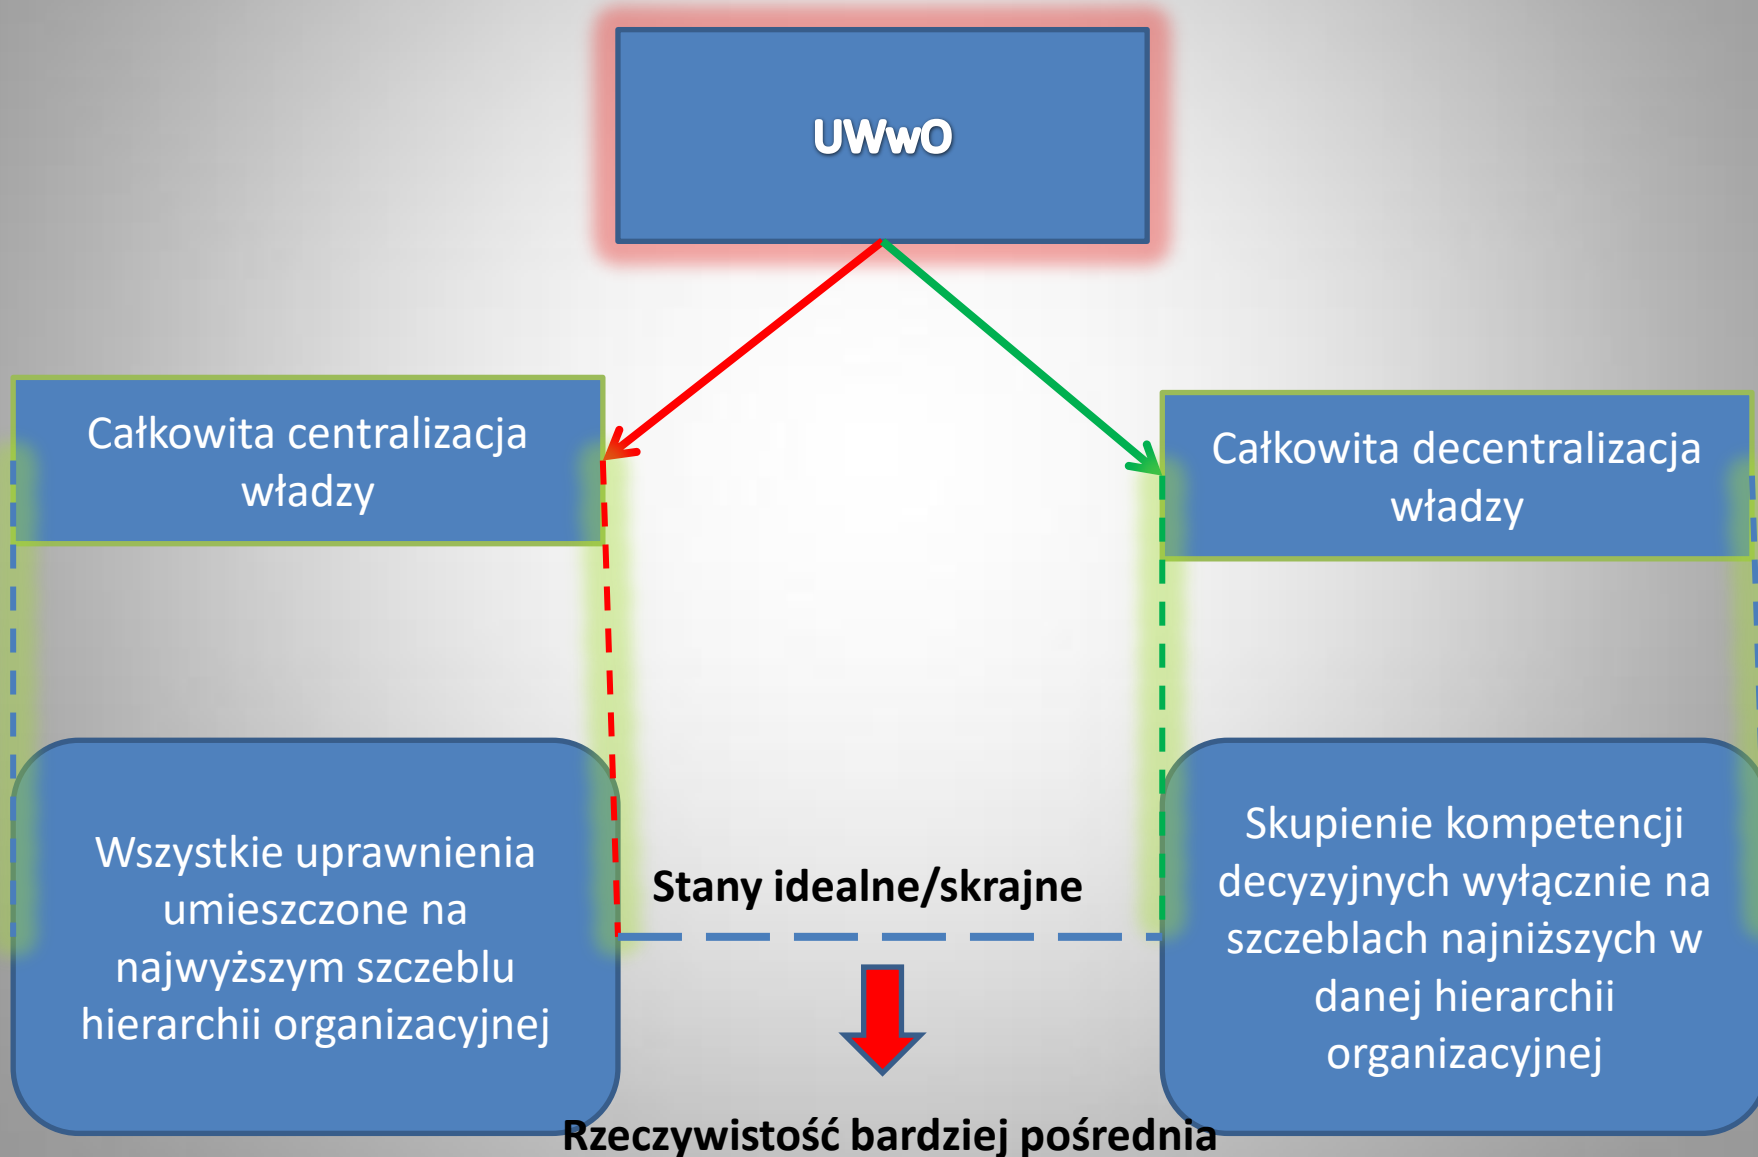 UWwO
Całkowita centralizacja
władzy
Całkowita decentralizacja
władzy
Wszystkie uprawnienia
umieszczone na
najwyższym szczeblu
hierarchii organizacyjnej
Stany idealne/skrajne
Skupienie kompetencji
decyzyjnych wyłącznie na
szczeblach najniższych w
danej hierarchii
organizacyjnej
Rzeczywistość bardziej pośrednia